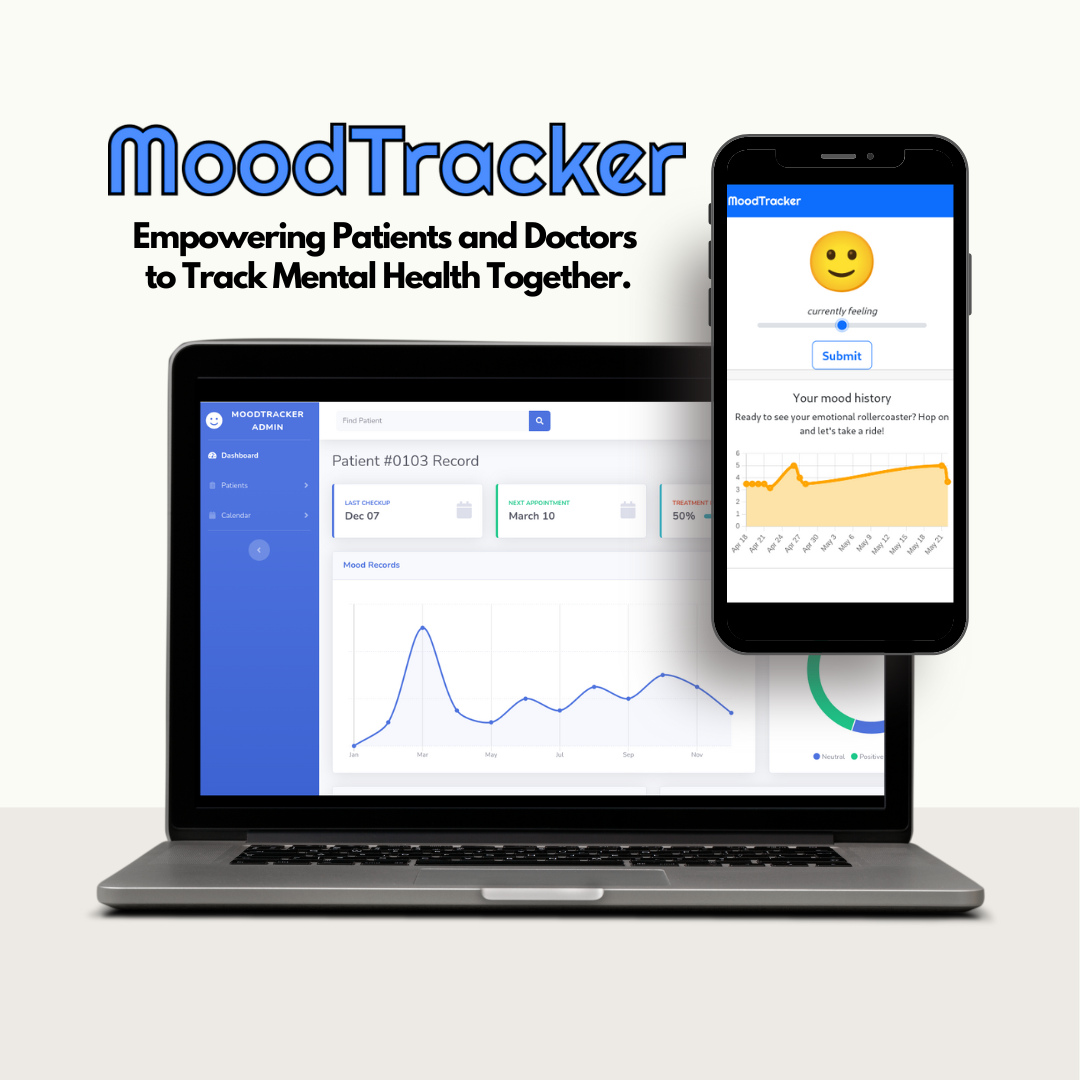 MoodTracker
Empowering Patients and Doctors
to Track Mental Health Together.
MOODTRACKER
ADMIN
Dashboard
Patients
Calendar
Find Patient
Patient #0103 Record
LAST CHECKUP
Dec 07
NEXT APPOINTMENT
March 10
TREATMENT
50%
Mood Records
Jan
Mar
May
Jul
Sep
Nov
Neutral
Positive
MoodTracker
currently feeling
Submit
Your mood history
Ready to see your emotional rollercoaster? Hop on
and let's take a ride!
6
5
4
3
2
1
0
Apr 18
Apr 21
Apr 24
Apr 27
Apr 30
May 3
May 6
May 9
May 12
May 15
May 18
May 21